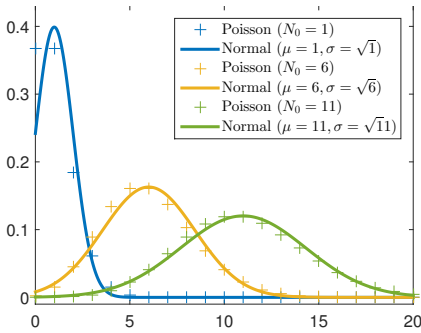 0.4
0.3
0.2
0.1
0
0
5
10
15
20
Poisson (N₀ = 1)
Normal (μ = 1, σ = √1)
Poisson (N₀ = 6)
Normal (μ = 6, σ = √6)
Poisson (N₀ = 11)
Normal (μ = 11, σ = √11)